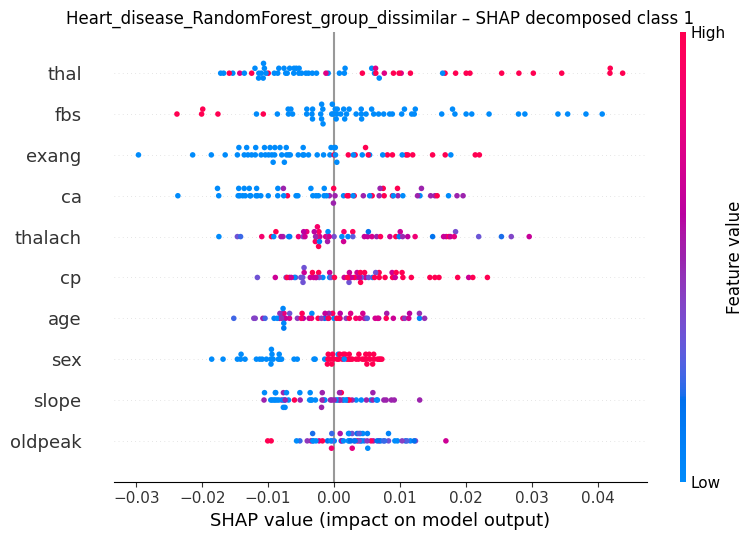 Heart_disease_RandomForest_group_dissimilar – SHAP decomposed class 1
High
thal
fbs
exang
ca
thalach
cp
age
sex
slope
oldpeak
Feature value
Low
−0.03 −0.02 −0.01 0.00 0.01 0.02 0.03 0.04
SHAP value (impact on model output)